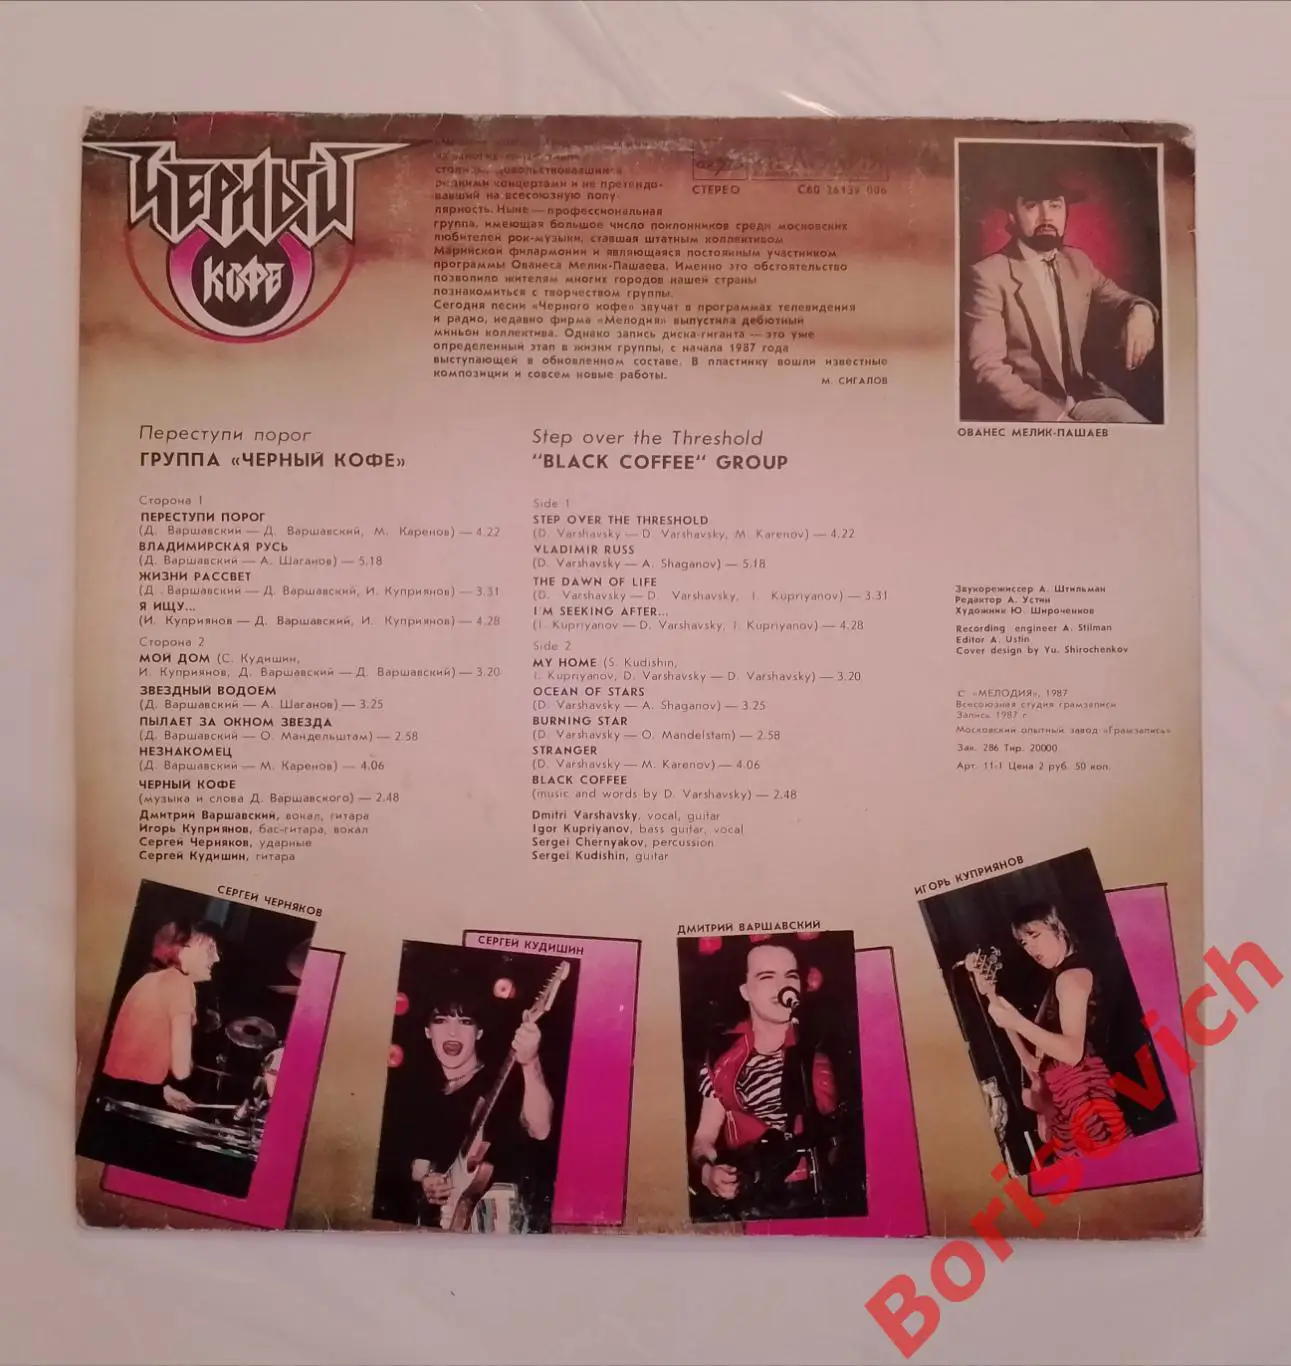 ЧЕРНЫЙ
КОФЕ
довольствовавшийся
редкими концертами и не претендо-
вавший на всесоюзную попу-
лярность. Ныне — профессиональная
группа, имеющая большое число поклонников среди московских
любителей рок-музыки, ставшая штатным коллективом
Марийской филармонии и являющаяся постоянным участником
программы Ованеса Мелик-Пашаева. Именно это обстоятельство
позволило жителям многих городов нашей страны
познакомиться с творчеством группы.
Сегодня песни «Черного кофе» звучат в программах телевидения
и радио, недавно фирма «Мелодия» выпустила дебютный
миньон коллектива. Однако запись диска-гиганта — это уже
определенный этап в жизни группы, с начала 1987 года
выступающей в обновленном составе. В пластинку вошли известные
композиции и совсем новые работы.
М. СИГАЛОВ
СТЕРЕО
С60 26139 006
ОВАНЕС МЕЛИК-ПАШАЕВ
Переступи порог
ГРУППА «ЧЕРНЫЙ КОФЕ»
Сторона 1
ПЕРЕСТУПИ ПОРОГ
(Д. Варшавский — Д. Варшавский, М. Каренов) — 4.22
ВЛАДИМИРСКАЯ РУСЬ
(Д. Варшавский — А. Шаганов) — 5.18
ЖИЗНИ РАССВЕТ
(Д. Варшавский — Д. Варшавский, И. Куприянов) — 3.31
Я ИЩУ...
(И. Куприянов — Д. Варшавский, И. Куприянов) — 4.28
Сторона 2
МОЙ ДОМ (С. Кудишин,
И. Куприянов, Д. Варшавский — Д. Варшавский) — 3.20
ЗВЕЗДНЫЙ ВОДОЕМ
(Д. Варшавский — А. Шаганов) — 3.25
ПЫЛАЕТ ЗА ОКНОМ ЗВЕЗДА
(Д. Варшавский — О. Мандельштам) — 2.58
НЕЗНАКОМЕЦ
(Д. Варшавский — М. Каренов) — 4.06
ЧЕРНЫЙ КОФЕ
(музыка и слова Д. Варшавского) — 2.48
Дмитрий Варшавский, вокал, гитара
Игорь Куприянов, бас-гитара, вокал
Сергей Черняков, ударные
Сергей Кудишин, гитара
Step over the Threshold
"BLACK COFFEE" GROUP
Side 1
STEP OVER THE THRESHOLD
(D. Varshavsky — D. Varshavsky, M. Karenov) — 4.22
VLADIMIR RUSS
(D. Varshavsky — A. Shaganov) — 5.18
THE DAWN OF LIFE
(D. Varshavsky — D. Varshavsky, I. Kupriyanov) — 3.31
I'M SEEKING AFTER...
(I. Kupriyanov — D. Varshavsky, I. Kupriyanov) — 4.28
Side 2
MY HOME (S. Kudishin,
I. Kupriyanov, D. Varshavsky — D. Varshavsky) — 3.20
OCEAN OF STARS
(D. Varshavsky — A. Shaganov) — 3.25
BURNING STAR
(D. Varshavsky — O. Mandelstam) — 2.58
STRANGER
(D. Varshavsky — M. Karenov) — 4.06
BLACK COFFEE
(music and words by D. Varshavsky) — 2.48
Dmitri Varshavsky, vocal, guitar
Igor Kupriyanov, bass guitar, vocal
Sergei Chernyakov, percussion
Sergei Kudishin, guitar
Звукорежиссер А. Штильман
Редактор А. Устин
Художник Ю. Широченков
Recording engineer A. Stilman
Editor A. Ustin
Cover design by Yu. Shirochenkov
С «МЕЛОДИЯ», 1987
Всесоюзная студия грамзаписи
Запись 1987 г.
Московский опытный завод «Грамзапись»
Зак. 286 Тир. 20000
Арт. 11-1 Цена 2 руб. 50 коп.
СЕРГЕЙ ЧЕРНЯКОВ
СЕРГЕЙ КУДИШИН
ДМИТРИЙ ВАРШАВСКИЙ
ИГОРЬ КУПРИЯНОВ
Borisovich